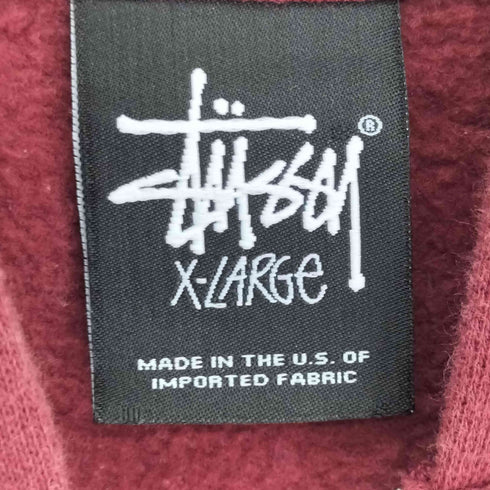 Stüssy ®
X-LARGE
MADE IN THE U.S. OF
IMPORTED FABRIC